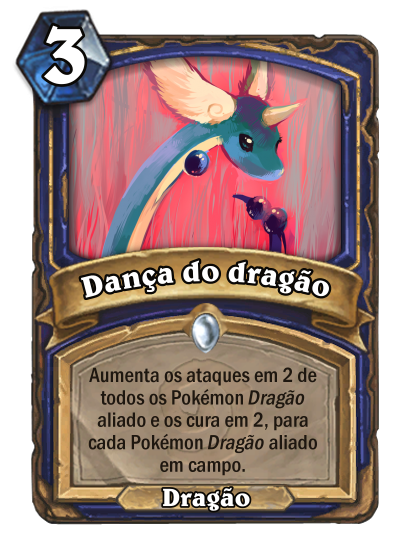 3
Dança do dragão
Aumenta os ataques em 2 de
todos os Pokémon Dragão
aliado e os cura em 2, para
cada Pokémon Dragão aliado
em campo.
Dragão